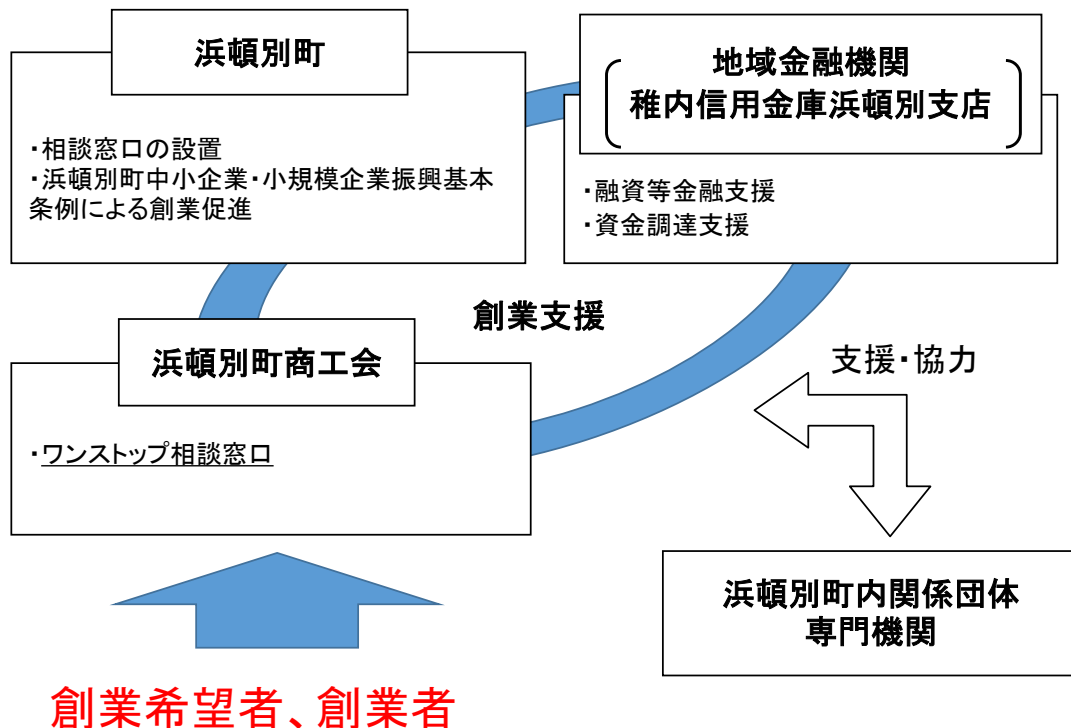 浜頓別町
・相談窓口の設置
・浜頓別町中小企業・小規模企業振興基本
条例による創業促進
地域金融機関
稚内信用金庫浜頓別支店
・融資等金融支援
・資金調達支援
創業支援
浜頓別町商工会
・ワンストップ相談窓口
支援・協力
浜頓別町内関係団体
専門機関
創業希望者、創業者